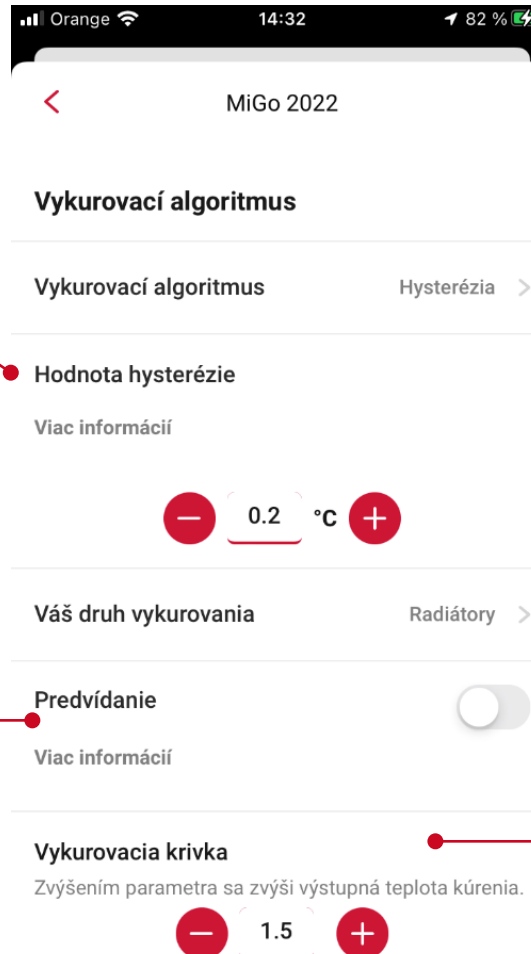 Orange 14:32 82 %
MiGo 2022
Vykurovací algoritmus
Vykurovací algoritmus Hysterézia
Hodnota hysterézie
Viac informácií
0.2 °C
Váš druh vykurovania Radiátory
Predvídanie
Viac informácií
Vykurovacia krivka
Zvýšením parametra sa zvýši výstupná teplota kúrenia.
1.5